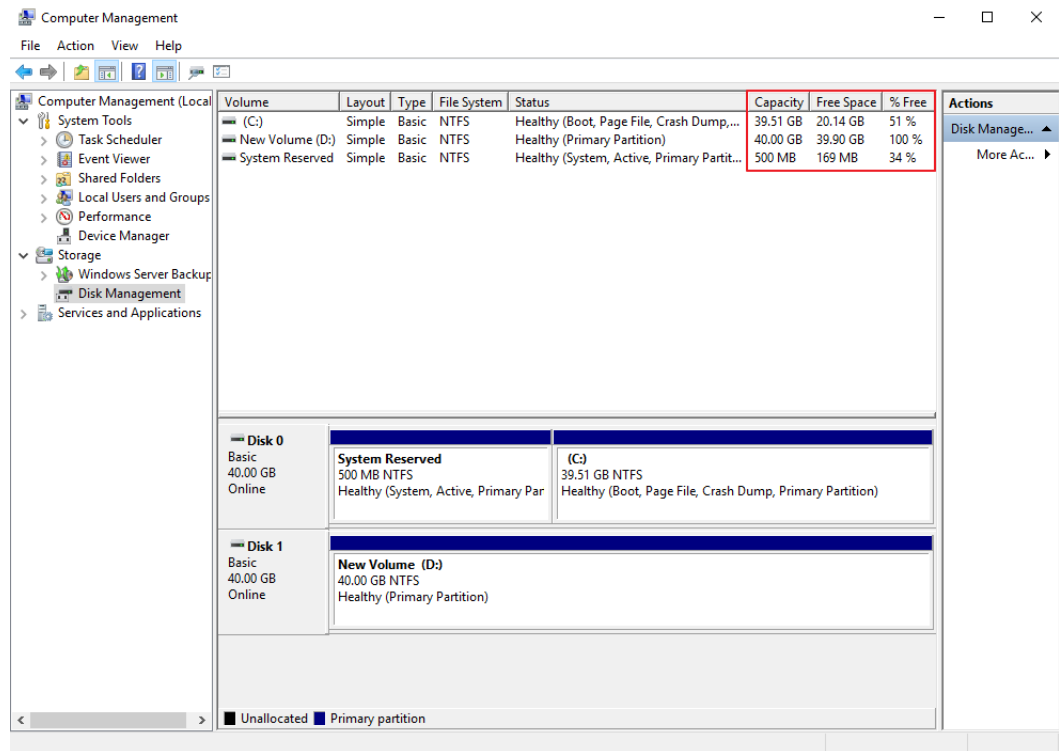 Computer Management
File Action View Help
Computer Management (Local
System Tools
Task Scheduler
Event Viewer
Shared Folders
Local Users and Groups
Performance
Device Manager
Storage
Windows Server Backup
Disk Management
Services and Applications
Volume Layout Type File System Status Capacity Free Space % Free
(C:) Simple Basic NTFS Healthy (Boot, Page File, Crash Dump,... 39.51 GB 20.14 GB 51 %
New Volume (D:) Simple Basic NTFS Healthy (Primary Partition) 40.00 GB 39.90 GB 100 %
System Reserved Simple Basic NTFS Healthy (System, Active, Primary Partit... 500 MB 169 MB 34 %
Disk 0
Basic
40.00 GB
Online
System Reserved
500 MB NTFS
Healthy (System, Active, Primary Par
(C:)
39.51 GB NTFS
Healthy (Boot, Page File, Crash Dump, Primary Partition)
Disk 1
Basic
40.00 GB
Online
New Volume (D:)
40.00 GB NTFS
Healthy (Primary Partition)
Unallocated Primary partition
Actions
Disk Manage...
More Ac...